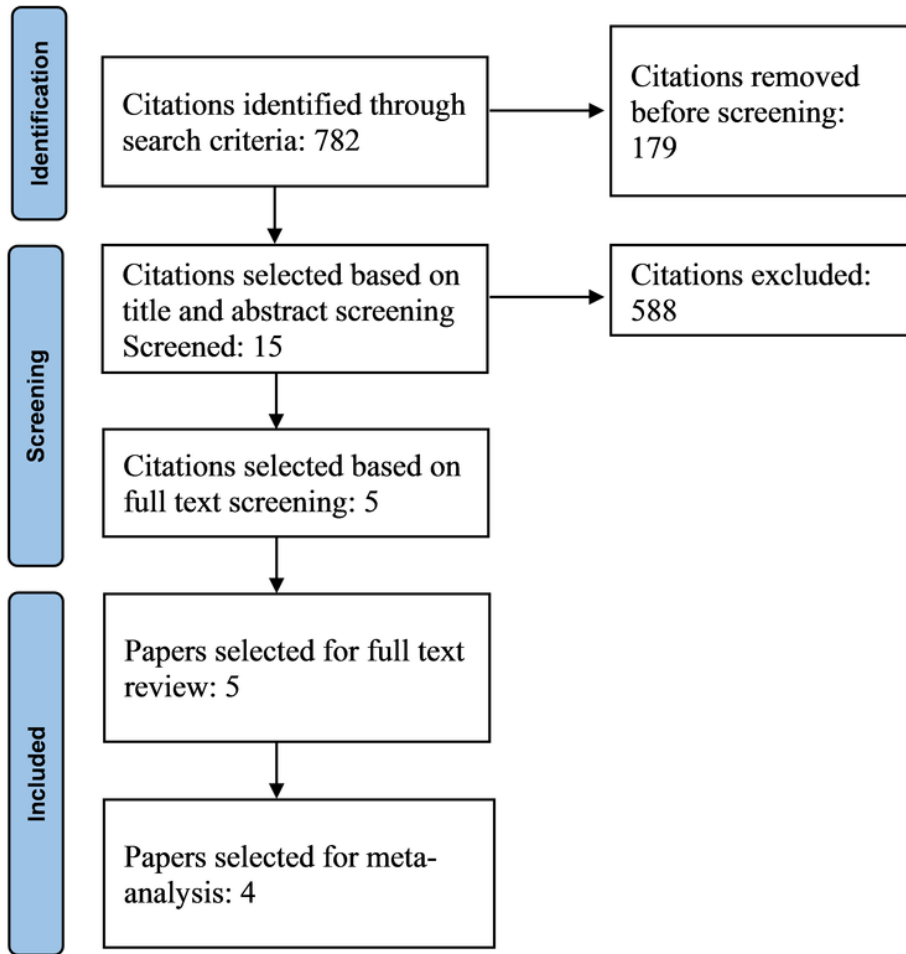 Identification
Citations identified through
search criteria: 782
Citations removed
before screening:
179
Screening
Citations selected based on
title and abstract screening
Screened: 15
Citations excluded:
588
Citations selected based on
full text screening: 5
Included
Papers selected for full text
review: 5
Papers selected for meta-
analysis: 4